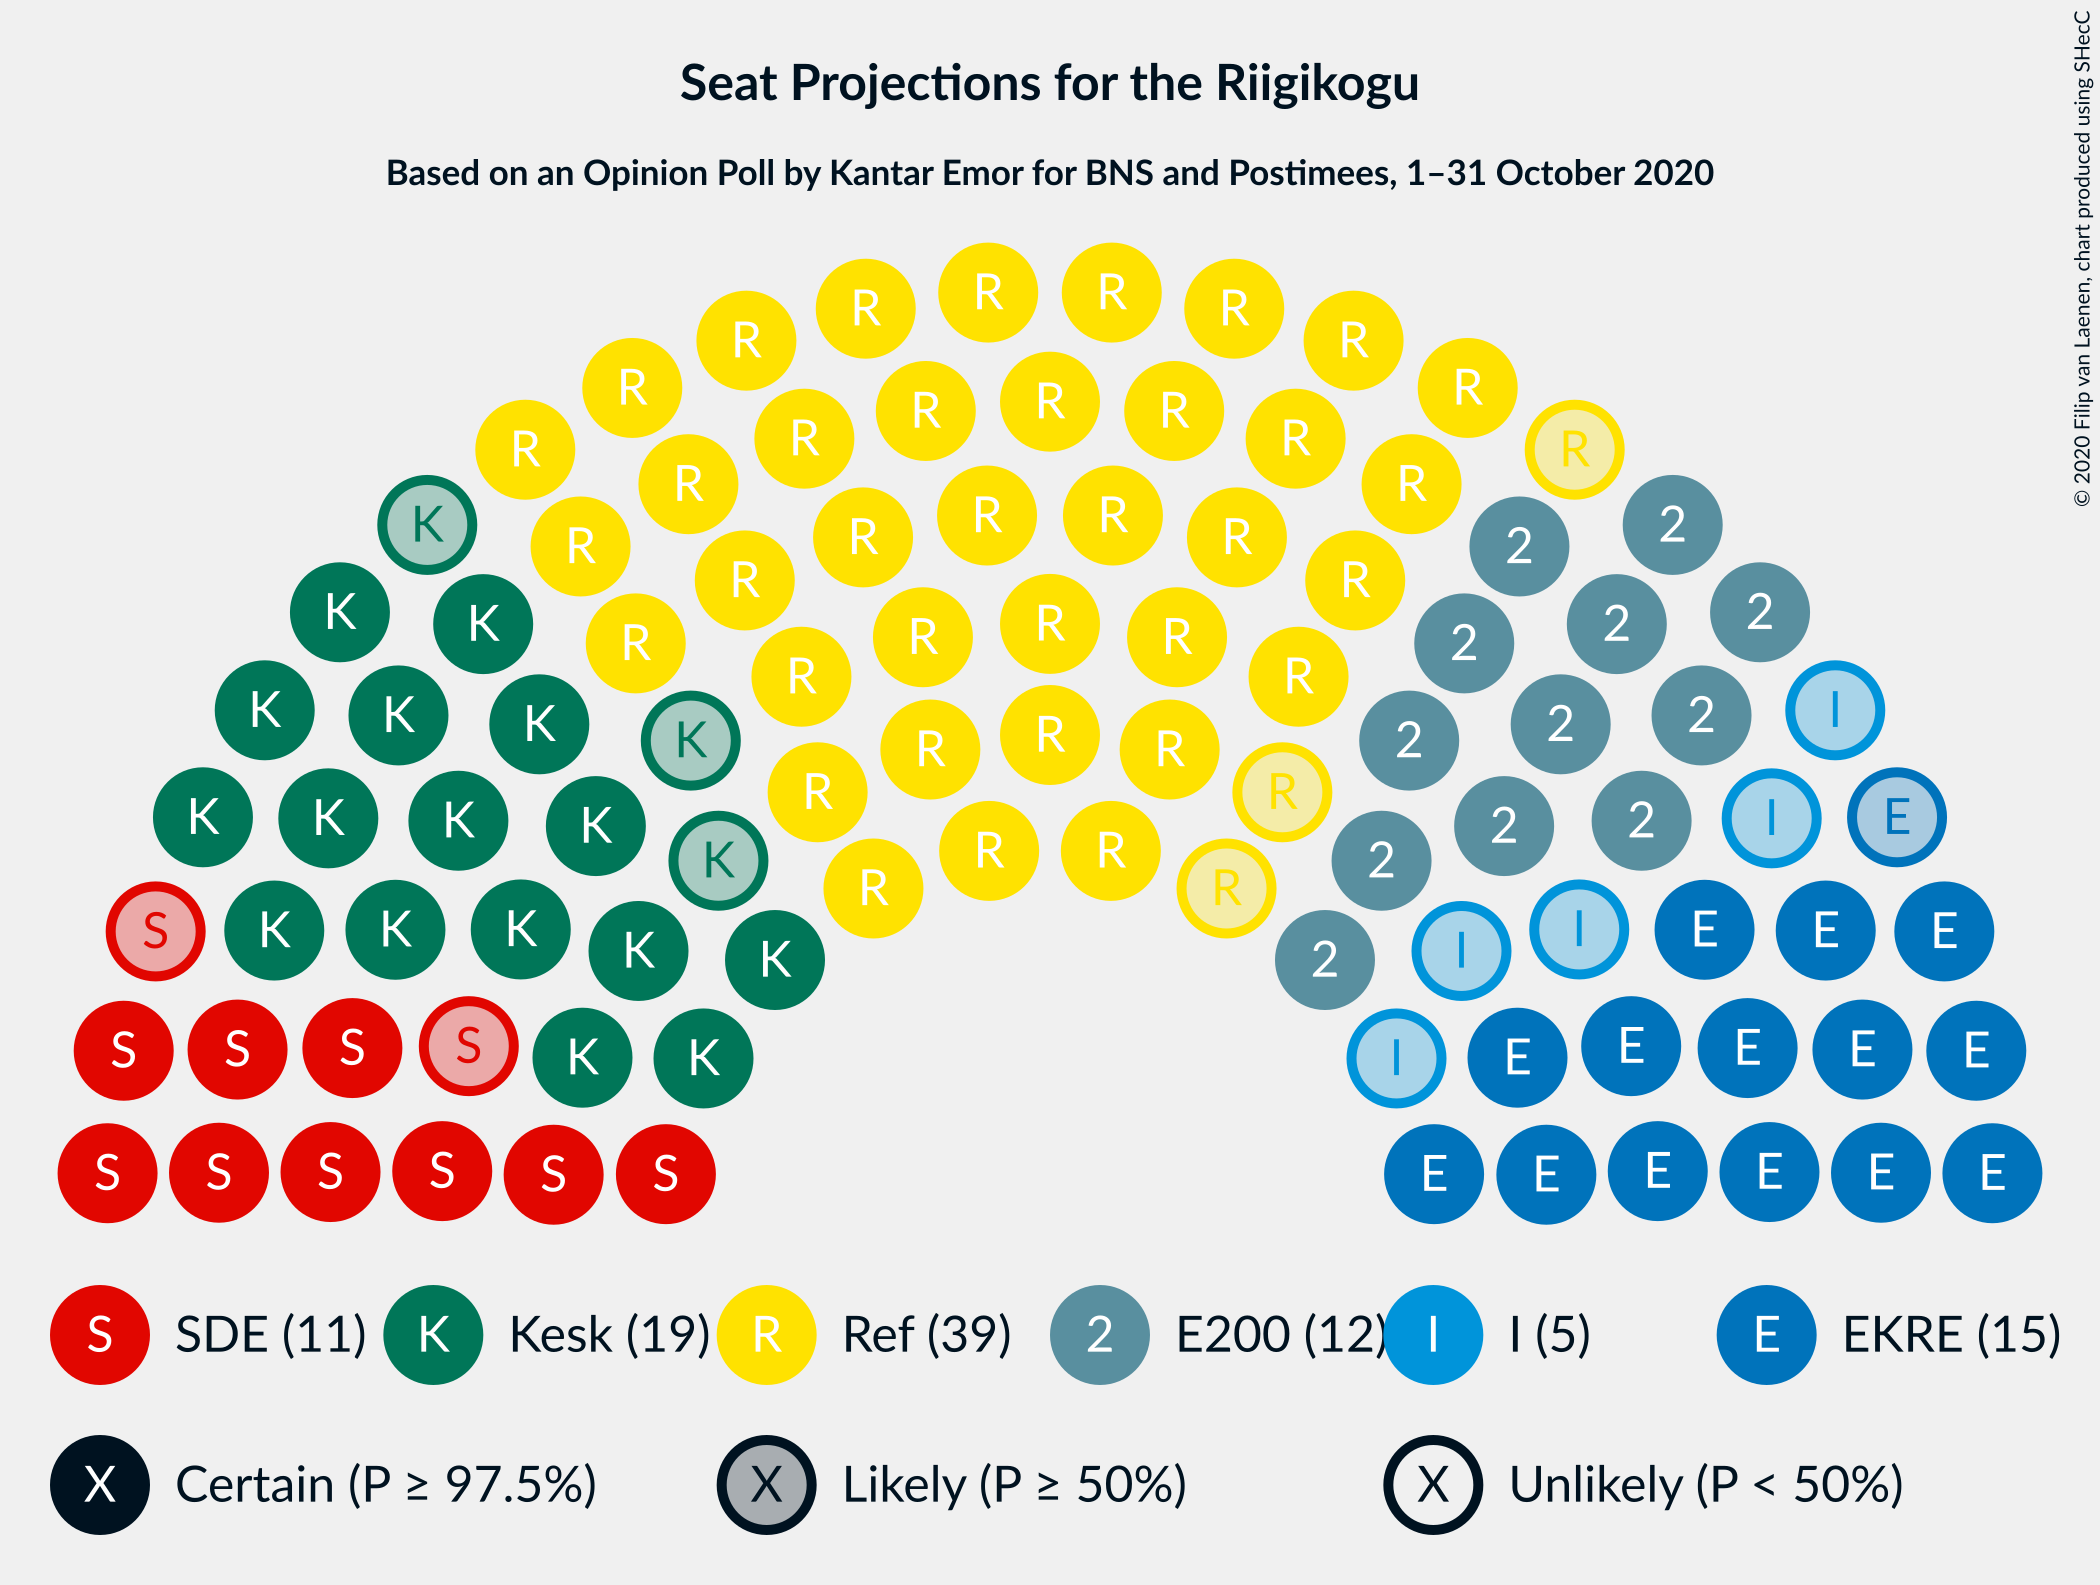 Seat Projections for the Riigikogu
Based on an Opinion Poll by Kantar Emor for BNS and Postimees, 1–31 October 2020
© 2020 Filip van Laenen, chart produced using SHecC
R R
R R
R R
R R R
R R
R R R R
R R
K R R 2
R R R R
R 2
K R R 2
K R R R 2
R R
K R R 2
K K R R 2 I
K K 2 2
K R R R 2
R R
K K K K 2 2 I E
R R
K K R R 2
S K K K I E E E
K K 2 I
S S S S K K I E E E E E
S S S S S S E E E E E E
S SDE (11) K Kesk (19) R Ref (39) 2 E200 (12) I I (5) E EKRE (15)
X Certain (P ≥ 97.5%) X Likely (P ≥ 50%) X Unlikely (P < 50%)